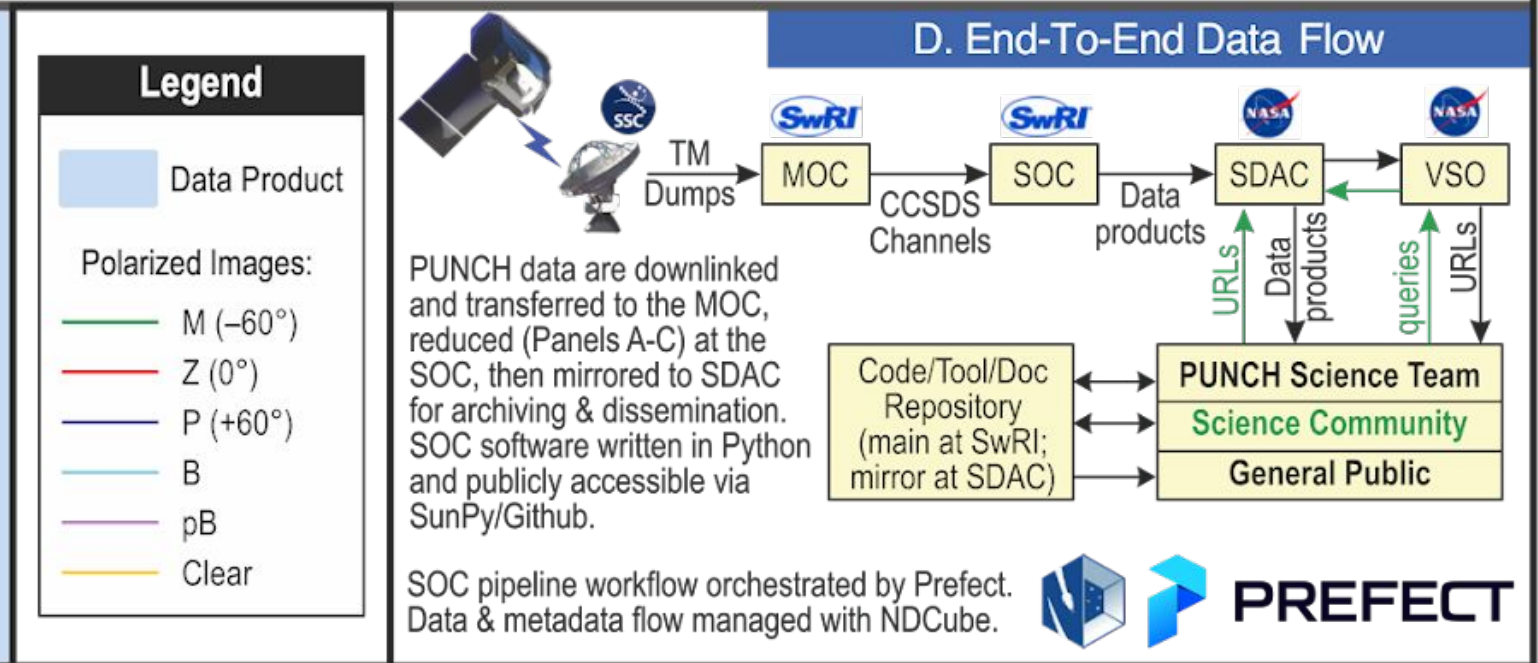 Legend
Data Product
Polarized Images:
M (–60°)
Z (0°)
P (+60°)
B
pB
Clear
D. End-To-End Data Flow
SSC
TM
Dumps
SwRI
MOC
CCSDS
Channels
SwRI
SOC
Data
products
NASA
SDAC
NASA
VSO
URLs
Data
products
queries
URLs
PUNCH data are downlinked
and transferred to the MOC,
reduced (Panels A-C) at the
SOC, then mirrored to SDAC
for archiving & dissemination.
SOC software written in Python
and publicly accessible via
SunPy/Github.
Code/Tool/Doc
Repository
(main at SwRI;
mirror at SDAC)
PUNCH Science Team
Science Community
General Public
SOC pipeline workflow orchestrated by Prefect.
Data & metadata flow managed with NDCube.
N
PREFECT